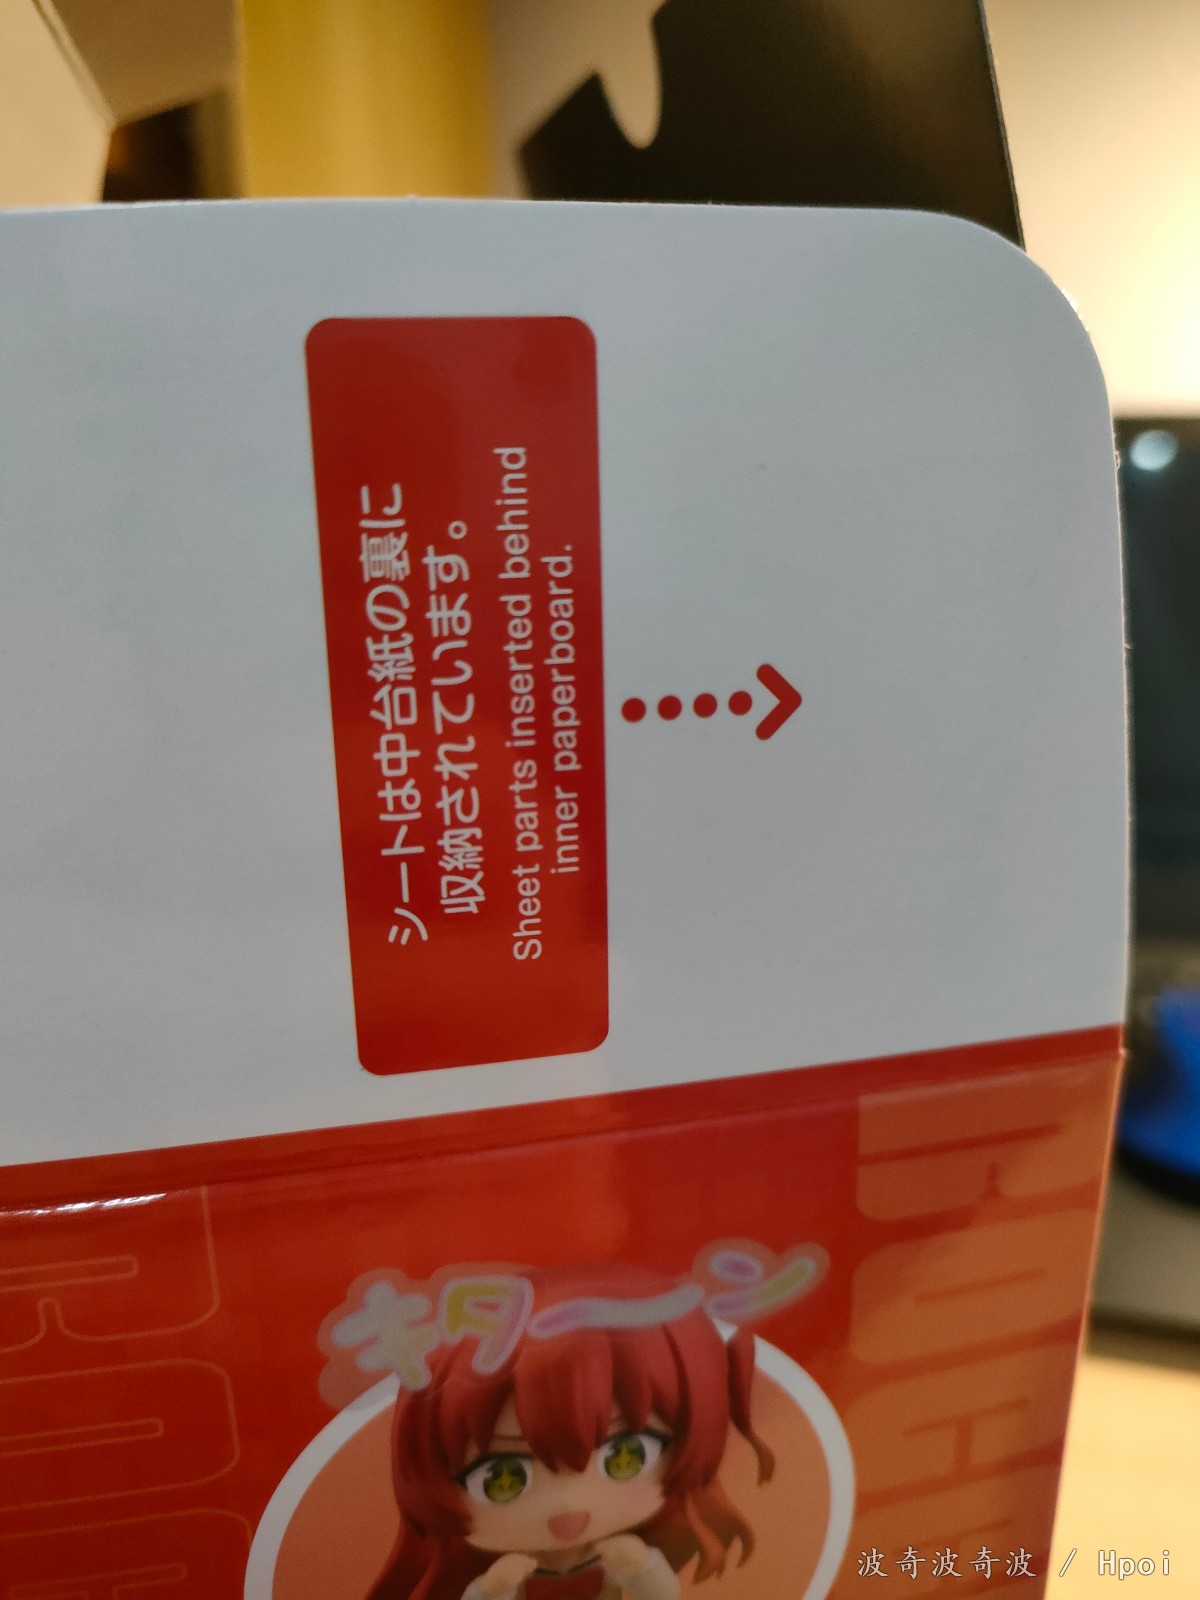 シートは中台紙の裏に
収納されています。
Sheet parts inserted behind
inner paperboard.
キターン
波奇波奇波 / Hpoi